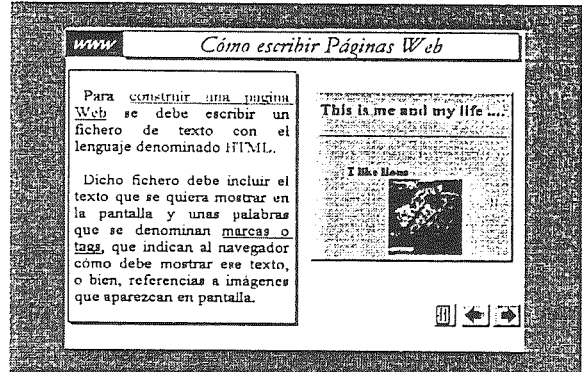 www
Cómo escribir Páginas Web
Para construir una pagina
Web se debe escribir un
fichero de texto con el
lenguaje denominado HTML.
Dicho fichero debe incluir el
texto que se quiera mostrar en
la pantalla y unas palabras
que se denominan marcas o
tags, que indican al navegador
cómo debe mostrar ese texto,
o bien, referencias a imágenes
que aparezcan en pantalla.
This is me and my life ....
I like lions